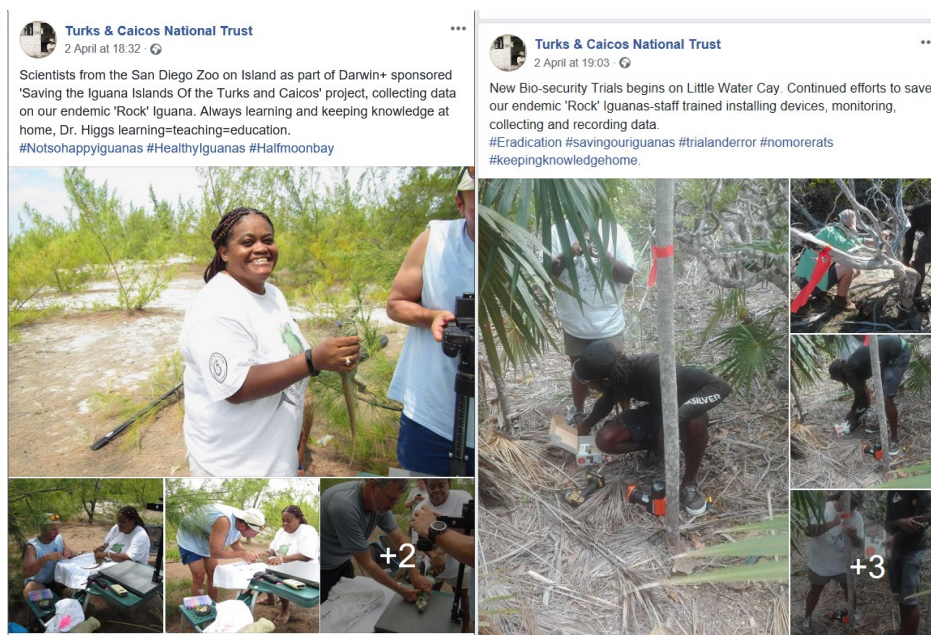 Turks & Caicos National Trust
2 April at 18:32
Scientists from the San Diego Zoo on Island as part of Darwin+ sponsored
'Saving the Iguana Islands Of the Turks and Caicos' project, collecting data
on our endemic 'Rock' Iguana. Always learning and keeping knowledge at
home, Dr. Higgs learning=teaching=education.
#NotsohappyIguanas #HealthyIguanas #Halfmoonbay
+2
Turks & Caicos National Trust
2 April at 19:03
New Bio-security Trials begins on Little Water Cay. Continued efforts to save
our endemic 'Rock' Iguanas-staff trained installing devices, monitoring,
collecting and recording data.
#Eradication #savingouriguanas #trialanderror #nomorerats
#keepingknowledgehome.
SILVER
+3